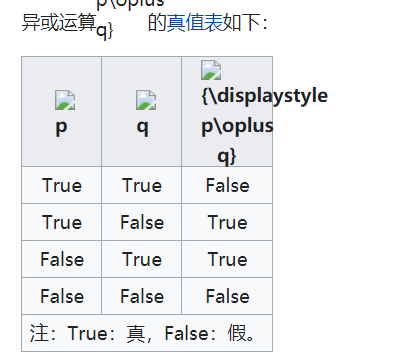 p\oplus
异或运算 的真值表如下：
q}
p q {\displaystyle
p\oplus
q}
True True False
True False True
False True True
False False False
注：True：真，False：假。